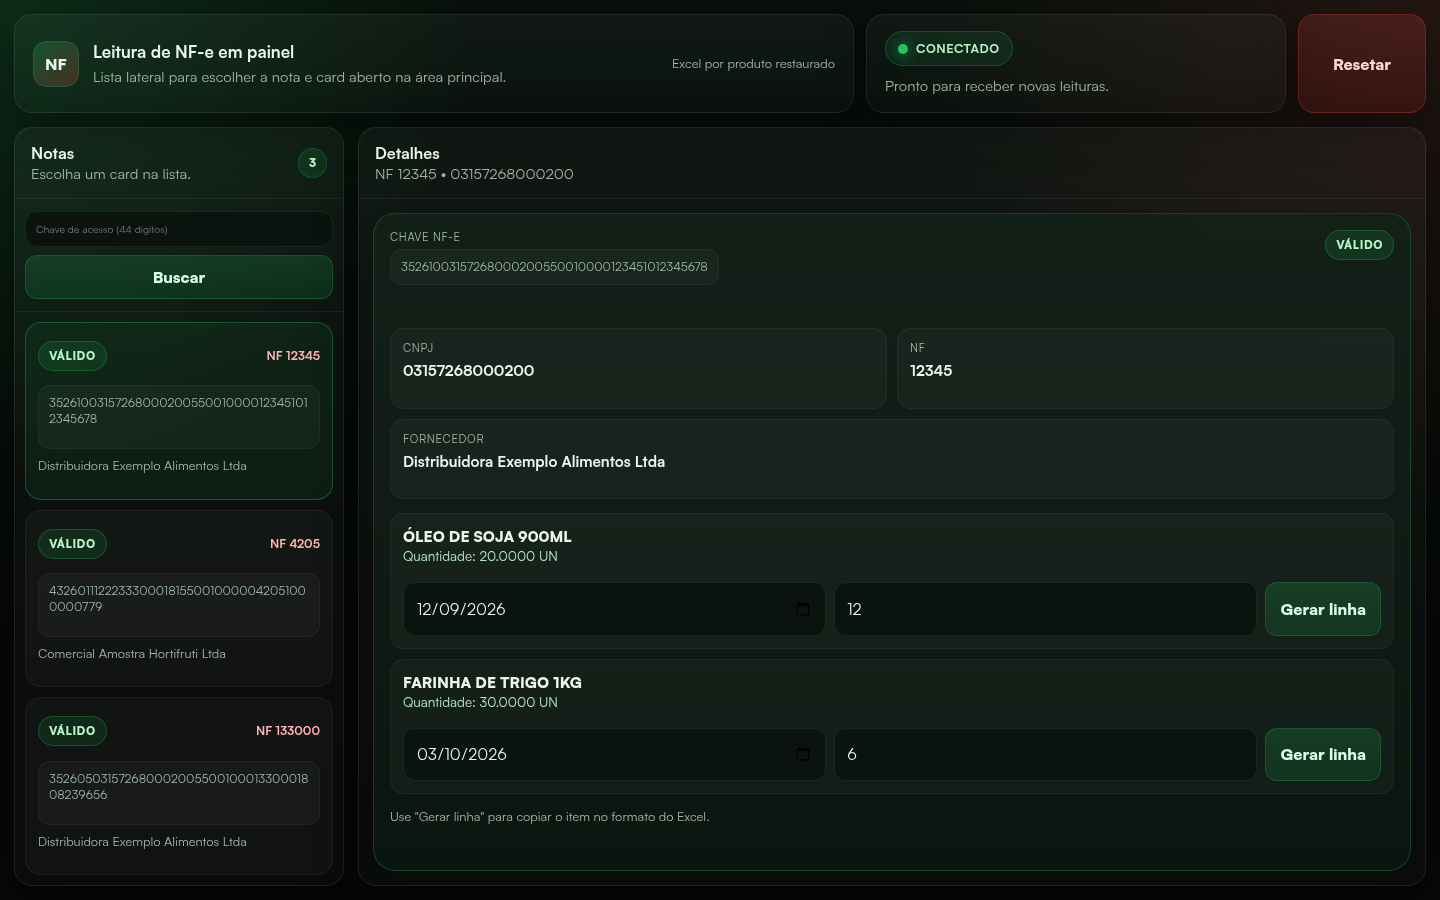 NF
Leitura de NF-e em painel
Lista lateral para escolher a nota e card aberto na área principal.
Excel por produto restaurado
CONECTADO
Pronto para receber novas leituras.
Resetar
Notas
Escolha um card na lista.
3
Chave de acesso (44 dígitos)
Buscar
VÁLIDO
NF 12345
3526100315726800020055001000012345101
2345678
Distribuidora Exemplo Alimentos Ltda
VÁLIDO
NF 4205
4326011122233300018155001000004205100
0000779
Comercial Amostra Hortifruti Ltda
VÁLIDO
NF 133000
352605031572680002005500100013300018
08239656
Distribuidora Exemplo Alimentos Ltda
Detalhes
NF 12345 • 03157268000200
CHAVE NF-E
35261003157268000200550010000123451012345678
VÁLIDO
CNPJ
03157268000200
NF
12345
FORNECEDOR
Distribuidora Exemplo Alimentos Ltda
ÓLEO DE SOJA 900ML
Quantidade: 20.0000 UN
12/09/2026
12
Gerar linha
FARINHA DE TRIGO 1KG
Quantidade: 30.0000 UN
03/10/2026
6
Gerar linha
Use "Gerar linha" para copiar o item no formato do Excel.